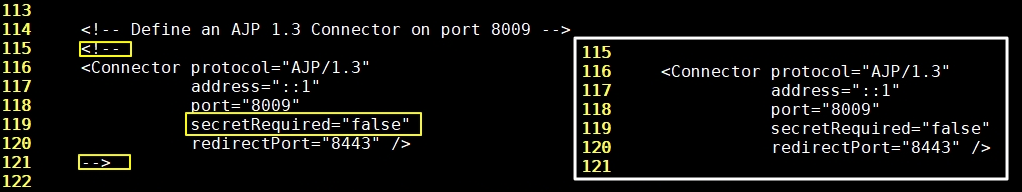 113
114     <!-- Define an AJP 1.3 Connector on port 8009 -->
115     <!--
116     <Connector protocol="AJP/1.3"
117                address="::1"
118                port="8009"
119                secretRequired="false"
120                redirectPort="8443" />
121     -->
122
115
116     <Connector protocol="AJP/1.3"
117                address="::1"
118                port="8009"
119                secretRequired="false"
120                redirectPort="8443" />
121